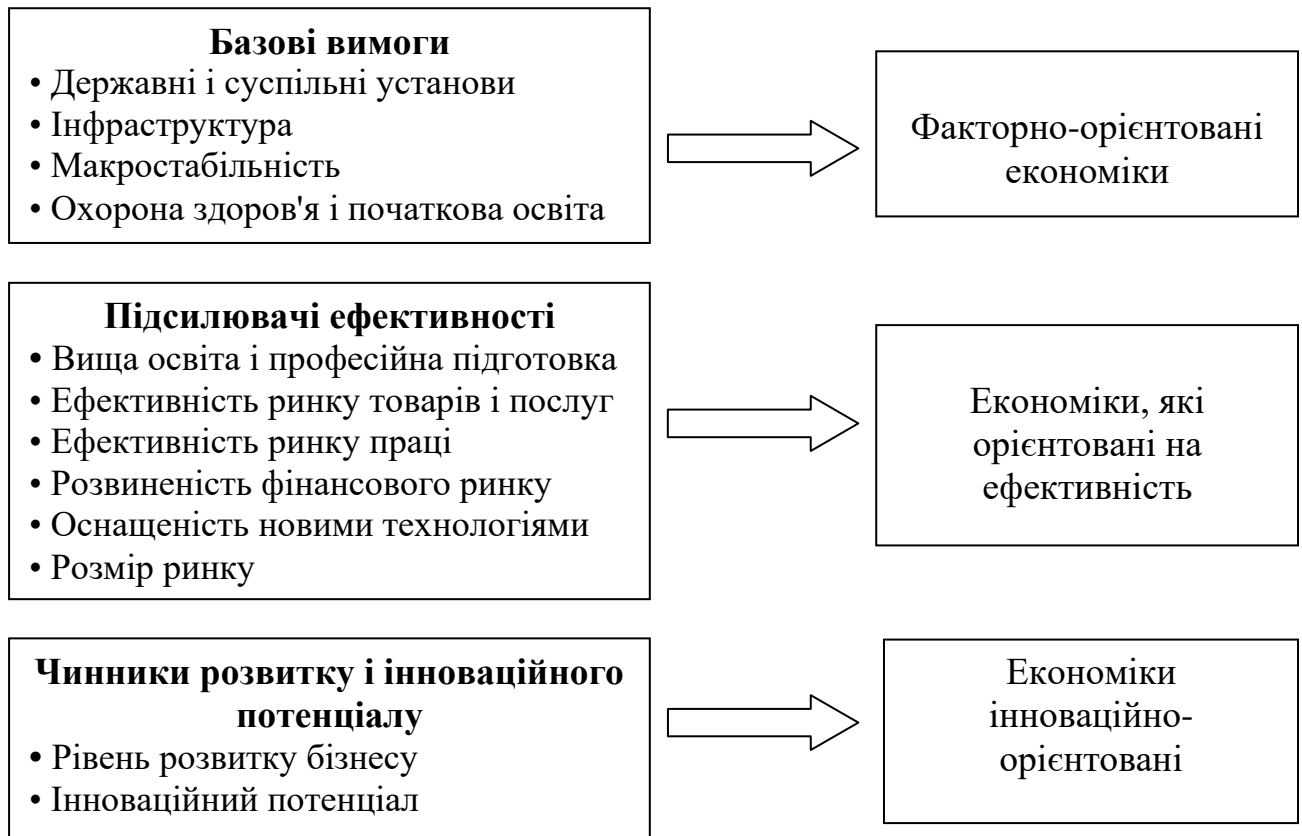 Базові вимоги
• Державні і суспільні установи
• Інфраструктура
• Макростабільність
• Охорона здоров'я і початкова освіта
Факторно-орієнтовані
економіки
Підсилювачі ефективності
• Вища освіта і професійна підготовка
• Ефективність ринку товарів і послуг
• Ефективність ринку праці
• Розвиненість фінансового ринку
• Оснащеність новими технологіями
• Розмір ринку
Економіки, які
орієнтовані на
ефективність
Чинники розвитку і інноваційного
потенціалу
• Рівень розвитку бізнесу
• Інноваційний потенціал
Економіки
інноваційно-
орієнтовані